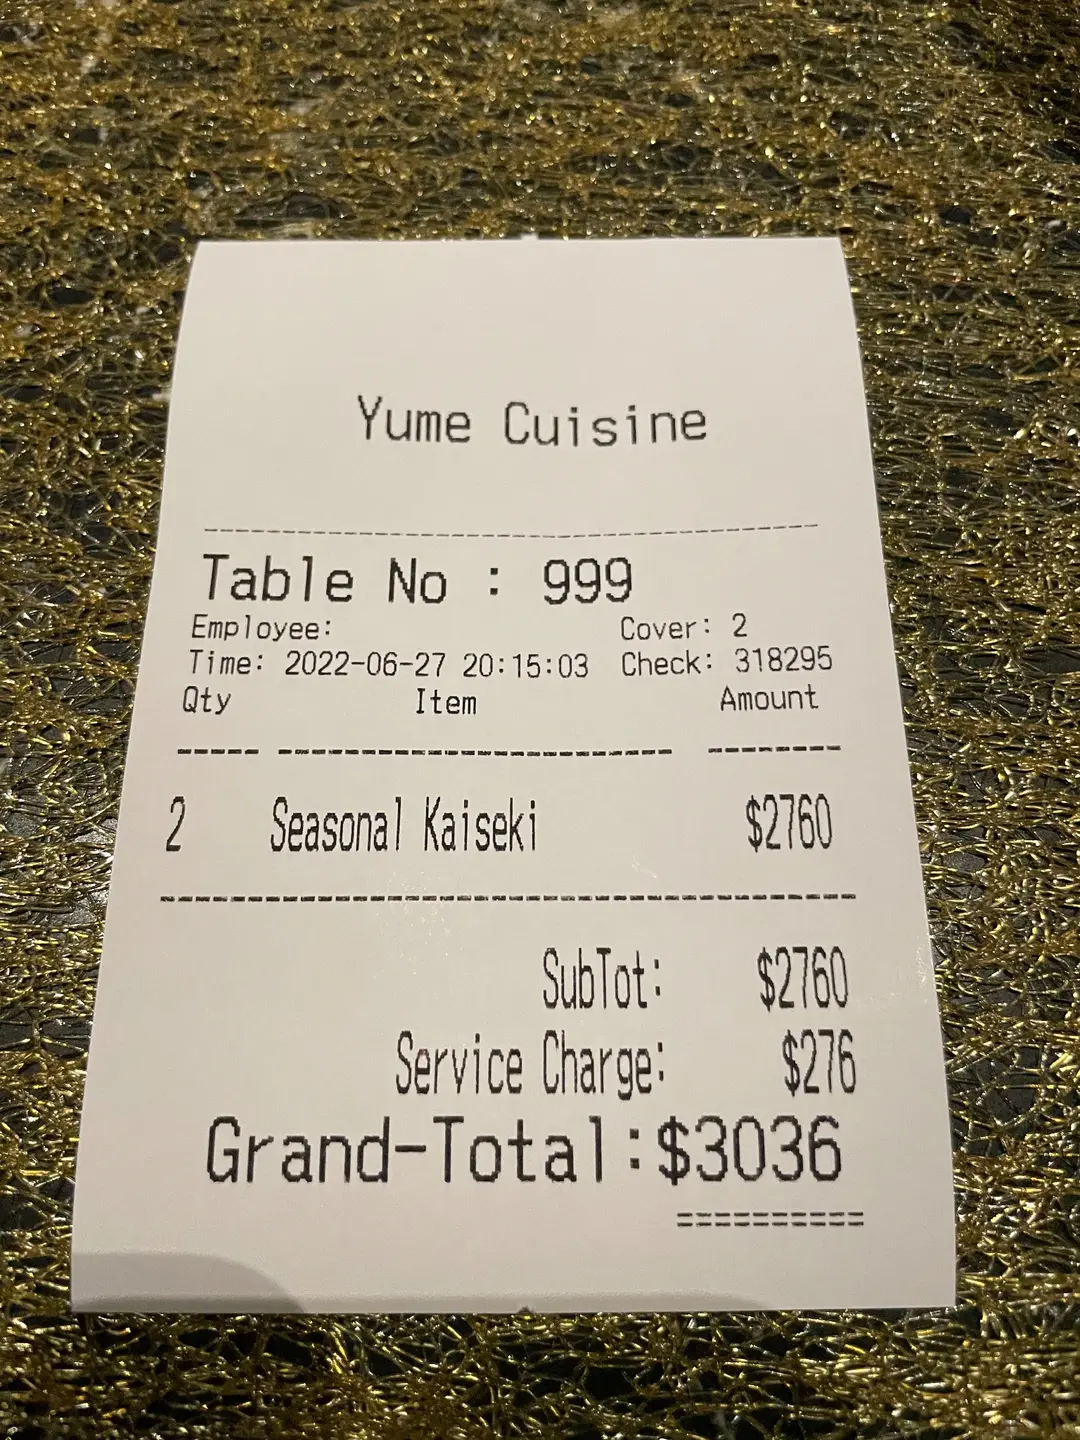 Yume Cuisine
Table No : 999
Employee: Cover: 2
Time: 2022-06-27 20:15:03 Check: 318295
Qty Item Amount
2 Seasonal Kaiseki $2760
SubTot: $2760
Service Charge: $276
Grand-Total:$3036